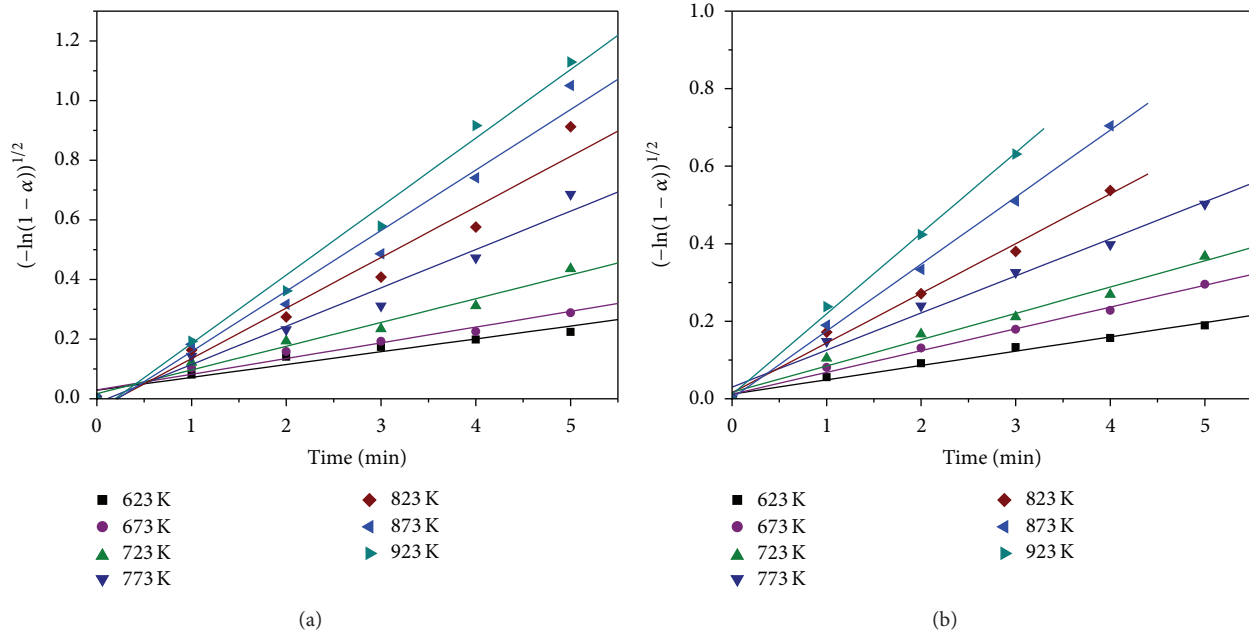 (−ln(1 − α))^{1/2}
1.2
1.0
0.8
0.6
0.4
0.2
0.0
0 1 2 3 4 5
Time (min)
623 K
673 K
723 K
773 K
823 K
873 K
923 K
(a)
(−ln(1 − α))^{1/2}
1.0
0.8
0.6
0.4
0.2
0.0
0 1 2 3 4 5
Time (min)
623 K
673 K
723 K
773 K
823 K
873 K
923 K
(b)